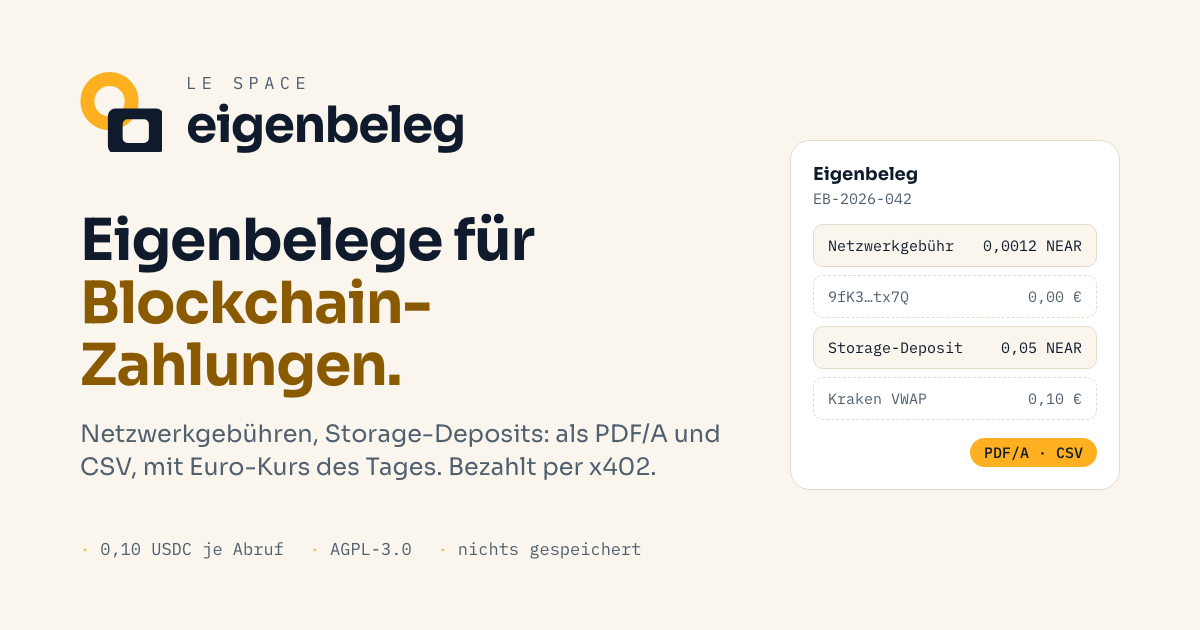 LE SPACE
eigenbeleg
Eigenbelege für
Blockchain-
Zahlungen.
Netzwerkgebühren, Storage-Deposits: als PDF/A und
CSV, mit Euro-Kurs des Tages. Bezahlt per x402.
· 0,10 USDC je Abruf · AGPL-3.0 · nichts gespeichert
Eigenbeleg
EB-2026-042
Netzwerkgebühr 0,0012 NEAR
9fK3…tx7Q 0,00 €
Storage-Deposit 0,05 NEAR
Kraken VWAP 0,10 €
PDF/A · CSV